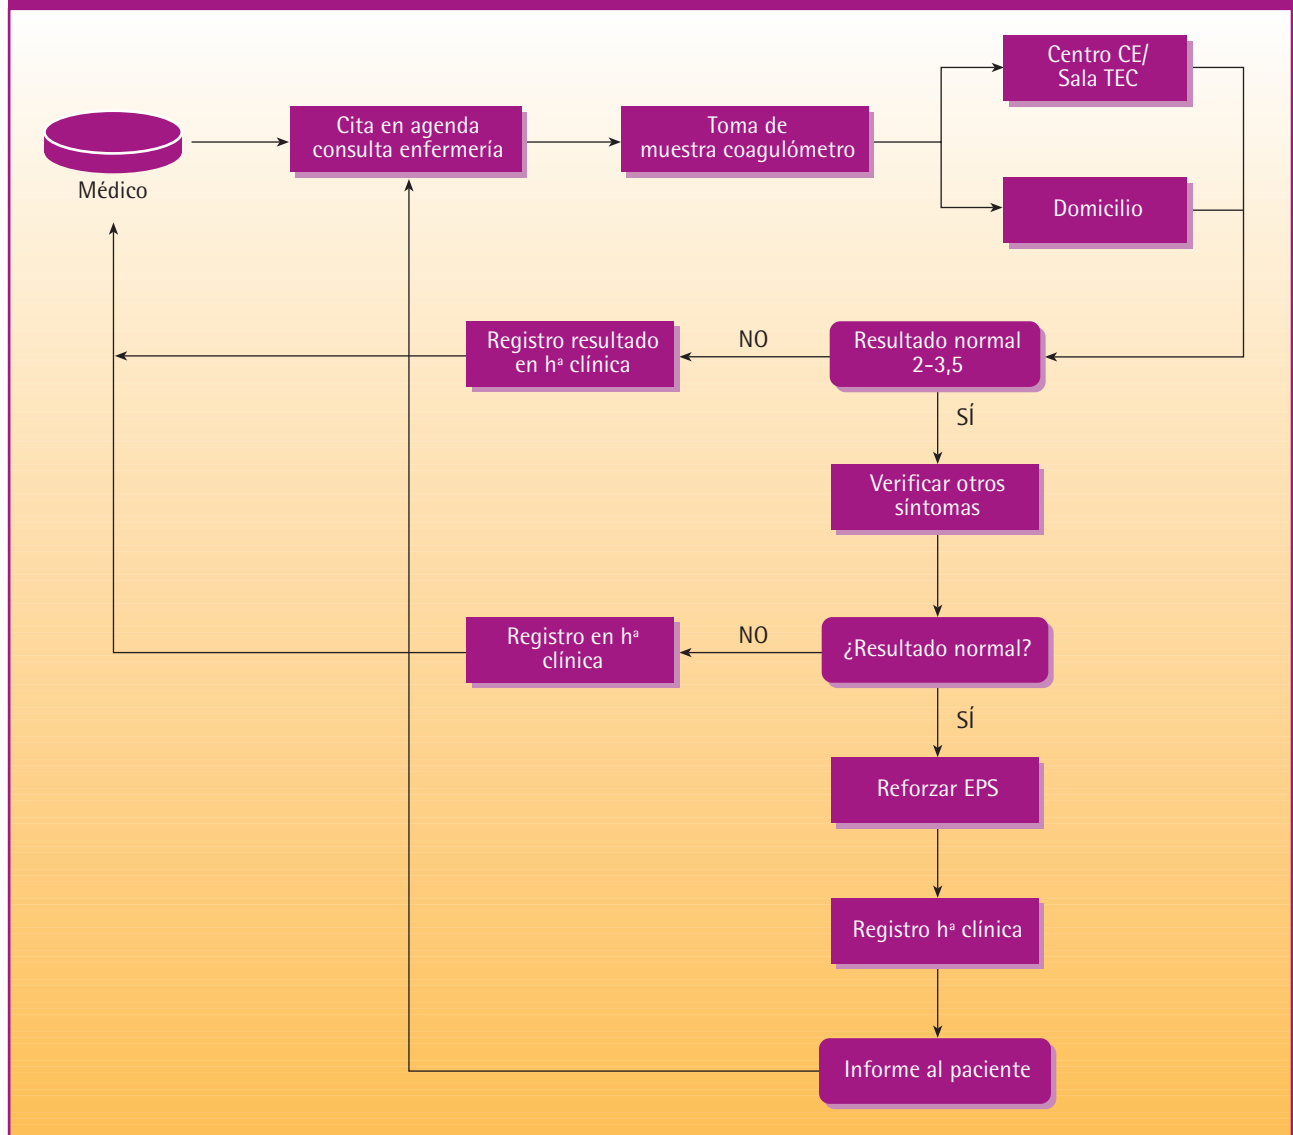 Centro CE/
Sala TEC
Cita en agenda
consulta enfermería
Toma de
muestra coagulómetro
Médico
Domicilio
Registro resultado
en hª clínica
NO
Resultado normal
2-3,5
SÍ
Verificar otros
síntomas
Registro en hª
clínica
NO
¿Resultado normal?
SÍ
Reforzar EPS
Registro hª clínica
Informe al paciente